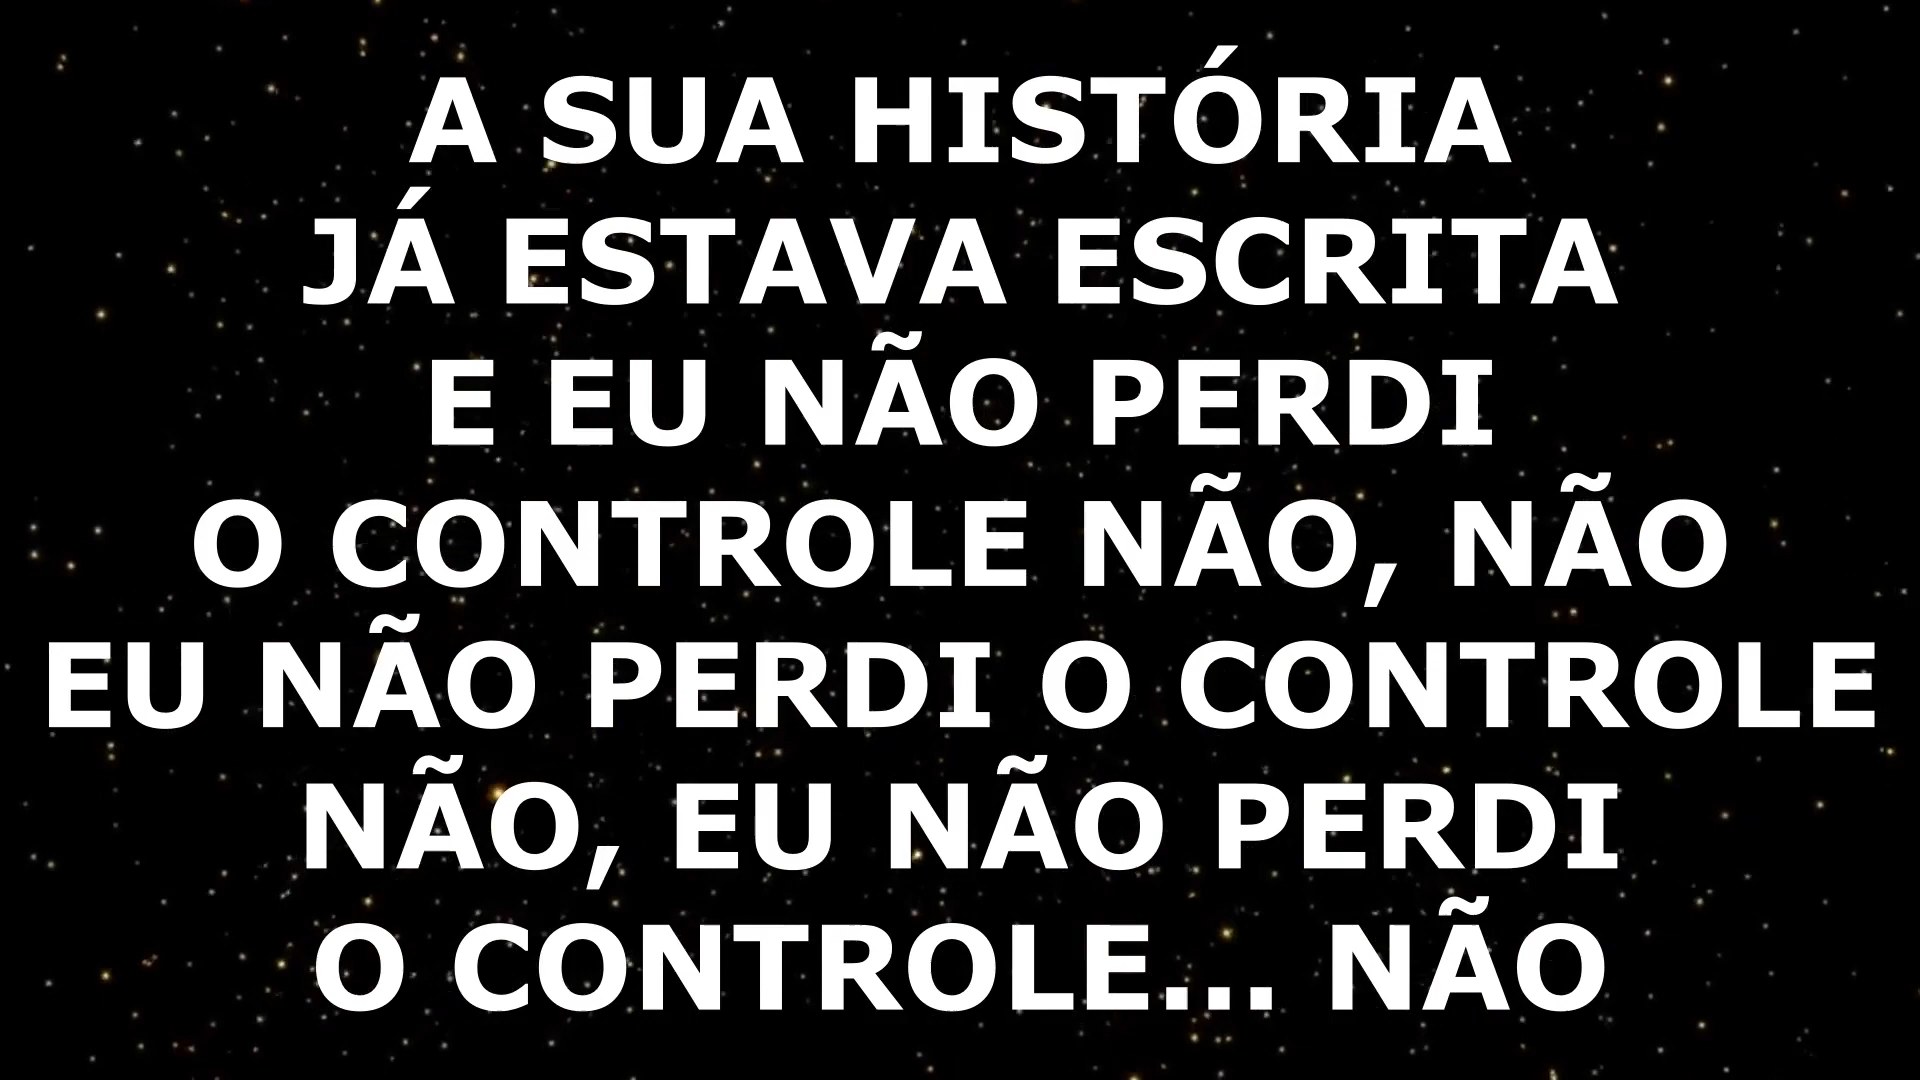 A SUA HISTÓRIA
JÁ ESTAVA ESCRITA
E EU NÃO PERDI
O CONTROLE NÃO, NÃO
EU NÃO PERDI O CONTROLE
NÃO, EU NÃO PERDI
O CONTROLE... NÃO